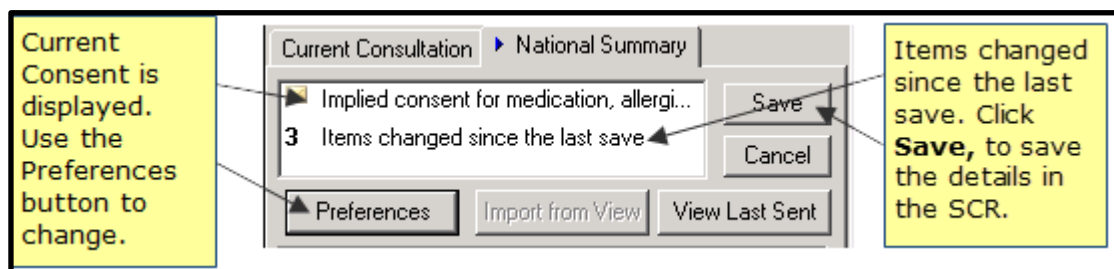 Current
Consent is
displayed.
Use the
Preferences
button to
change.
Current Consultation National Summary
Implied consent for medication, allergi...
3 Items changed since the last save
Save
Cancel
Preferences Import from View View Last Sent
Items changed
since the last
save. Click
Save, to save
the details in
the SCR.